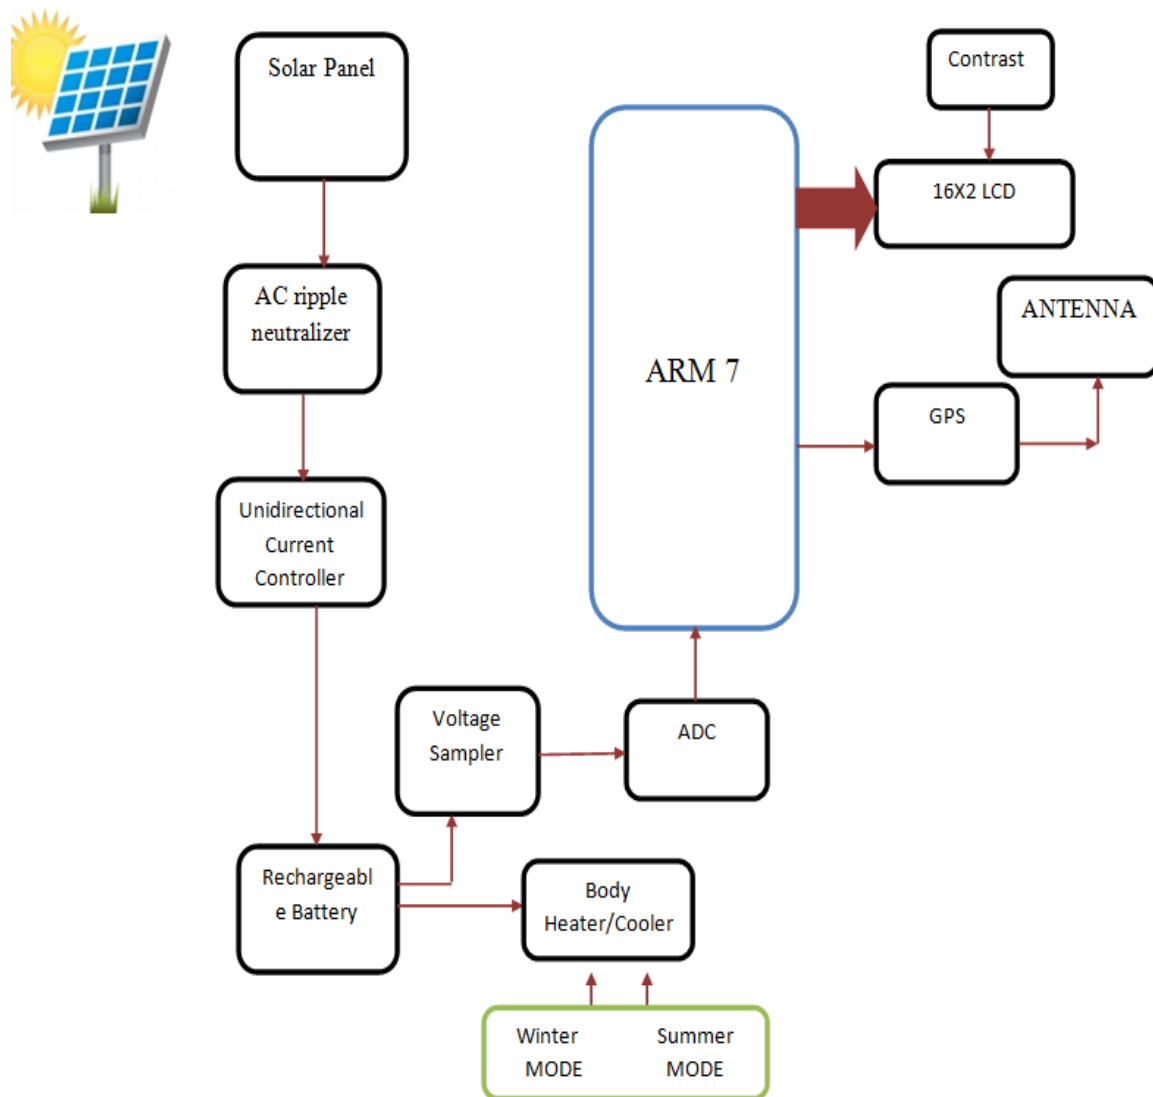 Solar Panel
Contrast
16X2 LCD
AC ripple
neutralizer
ANTENNA
ARM 7
GPS
Unidirectional
Current
Controller
Voltage
Sampler
ADC
Rechargeabl
e Battery
Body
Heater/Cooler
Winter
MODE
Summer
MODE